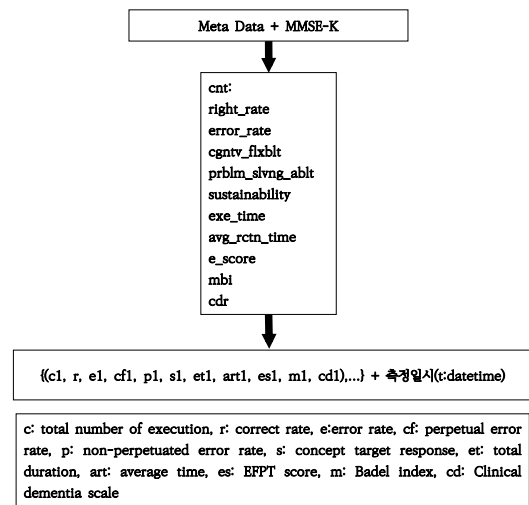 Meta Data + MMSE-K
cnt:
right_rate
error_rate
cgntv_flxblt
prblm_slvng_ablt
sustainability
exe_time
avg_rctn_time
e_score
mbi
cdr
{(c1, r, e1, cf1, p1, s1, et1, art1, es1, m1, cd1),...} + 측정일시(t:datetime)
c: total number of execution, r: correct rate, e:error rate, cf: perpetual error
rate, p: non-perpetuated error rate, s: concept target response, et: total
duration, art: average time, es: EFPT score, m: Badel index, cd: Clinical
dementia scale